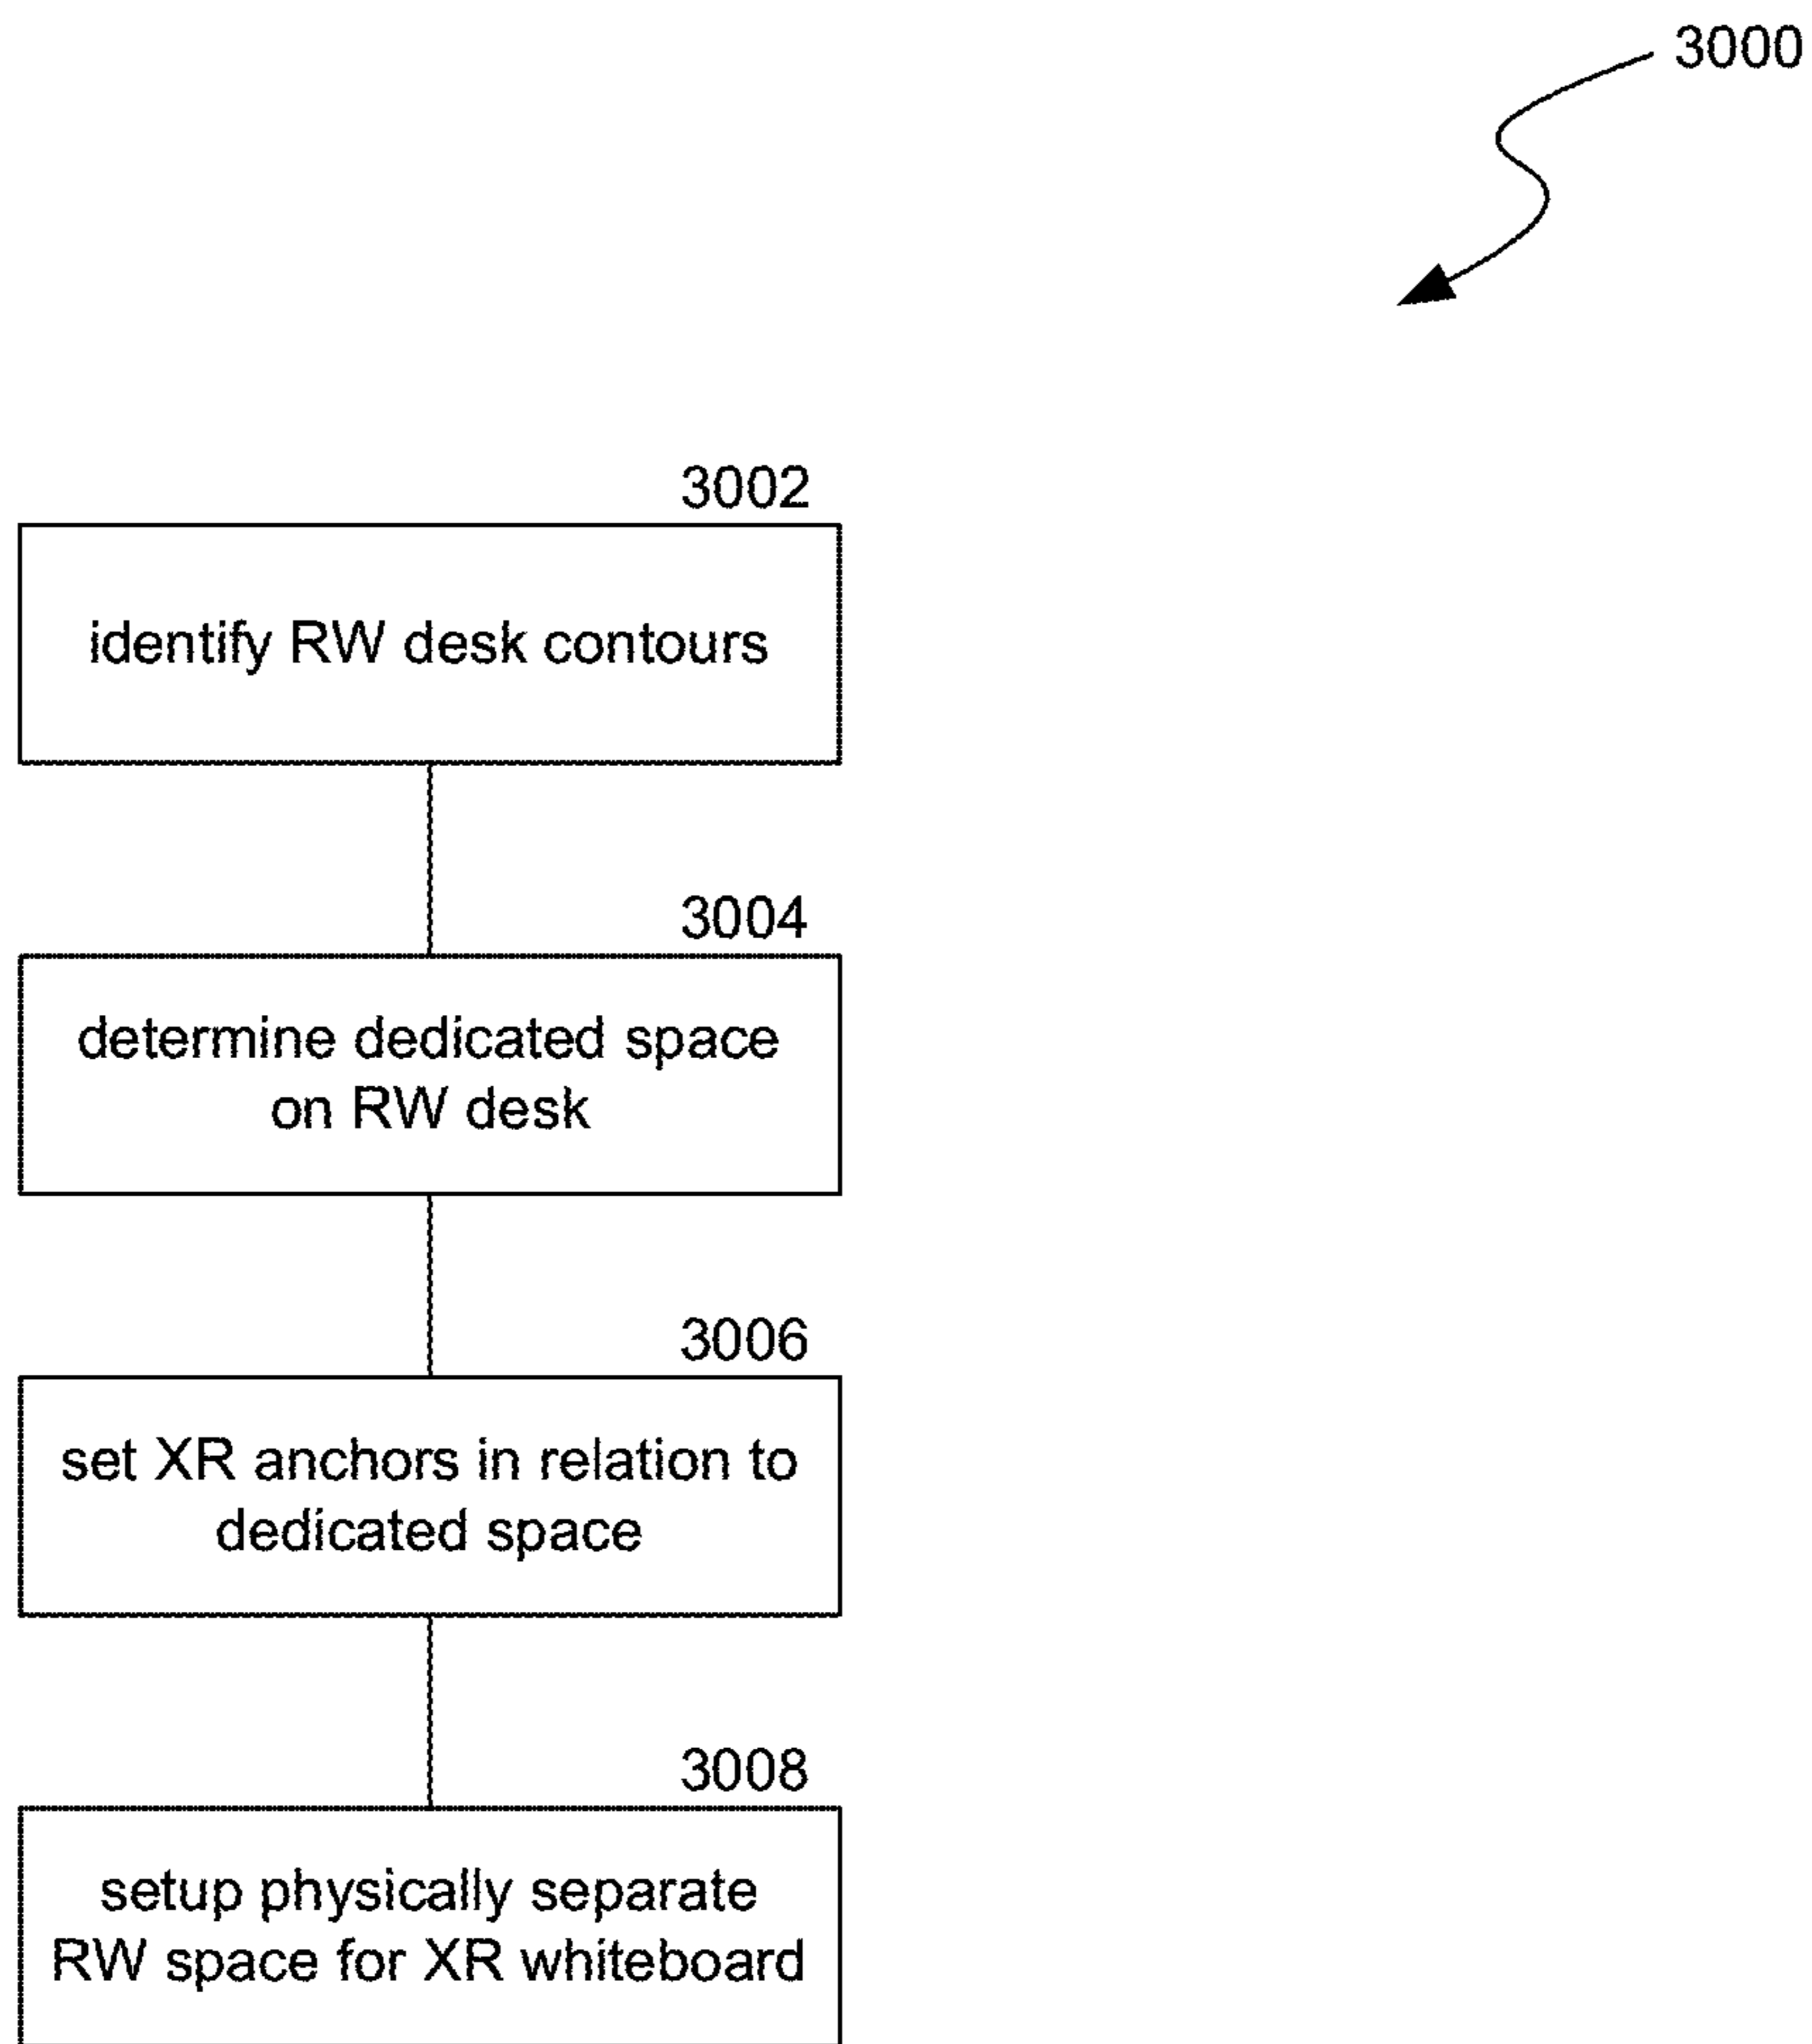 3000
3002
identify RW desk contours
3004
determine dedicated space
on RW desk
3006
set XR anchors in relation to
dedicated space
3008
setup physically separate
RW space for XR whiteboard